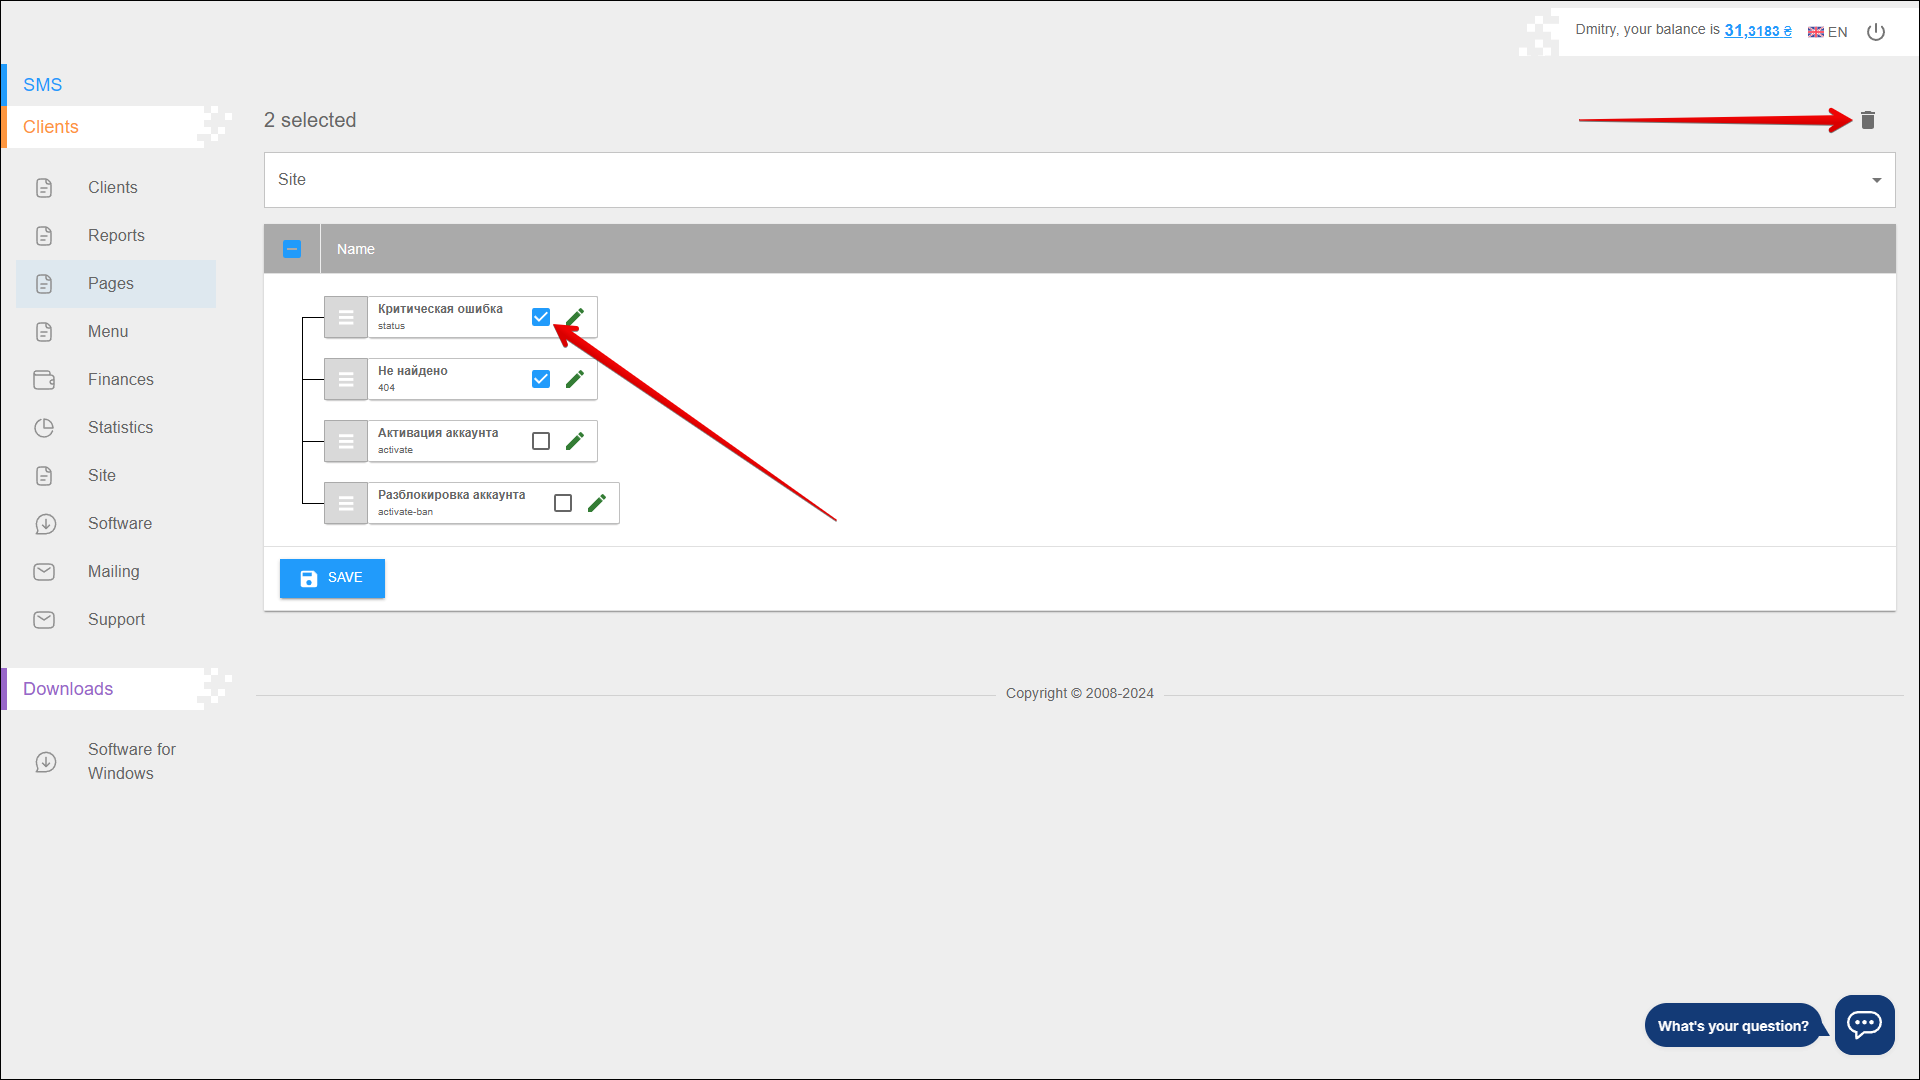 Dmitry, your balance is 31,3183 ₴
EN
SMS
Clients
2 selected
Site
Clients
Reports
Pages
Menu
Finances
Statistics
Site
Software
Mailing
Support
Name
Критическая ошибка
status
Не найдено
404
Активация аккаунта
activate
Разблокировка аккаунта
activate-ban
SAVE
Downloads
Software for
Windows
Copyright © 2008-2024
What's your question?